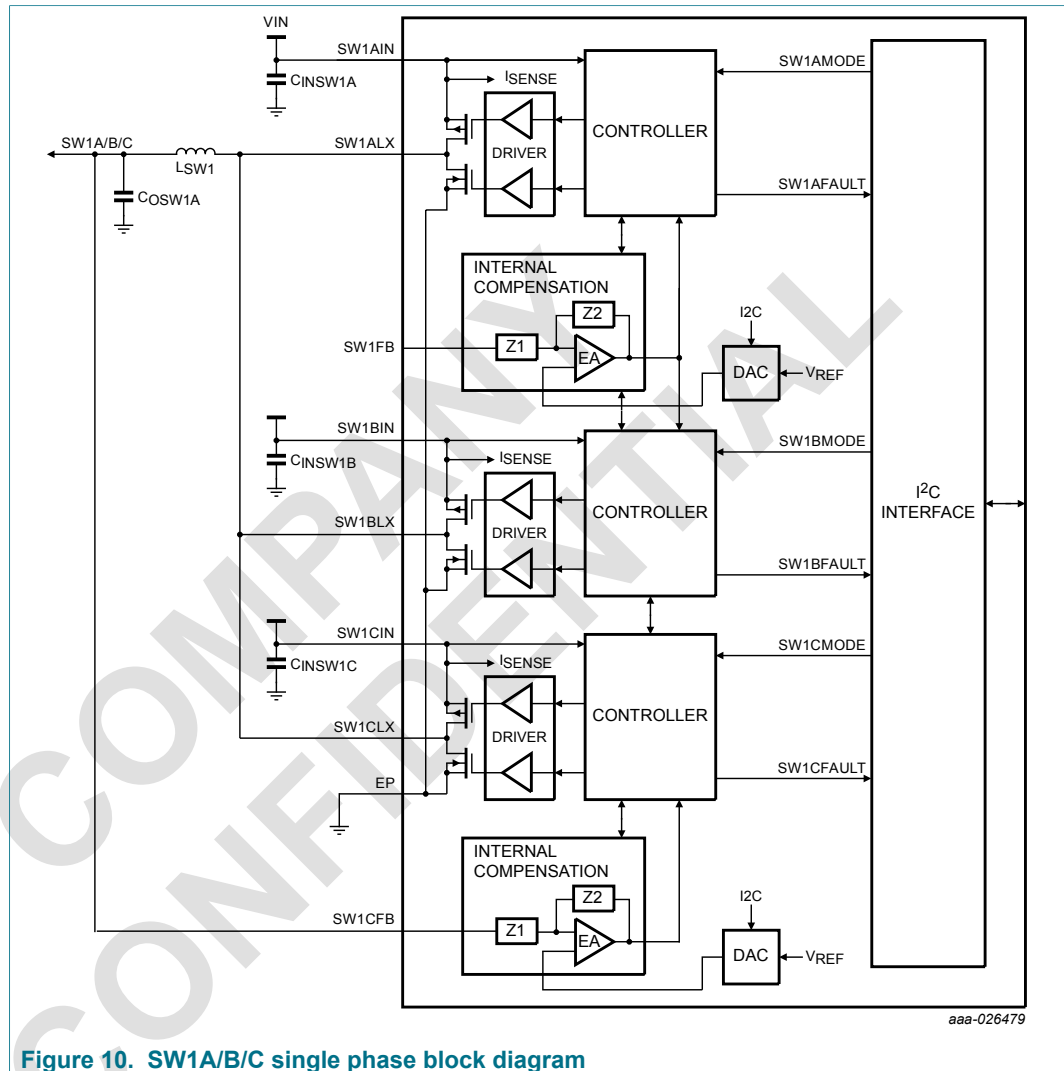 VIN
SW1AIN
CINSW1A
ISENSE
SW1AMODE
CONTROLLER
SW1A/B/C
LSW1
SW1ALX
DRIVER
COSW1A
SW1AFAULT
INTERNAL
COMPENSATION
Z2
I2C
SW1FB
Z1
EA
DAC
VREF
SW1BIN
SW1BMODE
CINSW1B
ISENSE
I2C
INTERFACE
CONTROLLER
SW1BLX
DRIVER
SW1BFAULT
SW1CIN
SW1CMODE
CINSW1C
ISENSE
CONTROLLER
SW1CLX
DRIVER
EP
SW1CFAULT
INTERNAL
COMPENSATION
Z2
I2C
SW1CFB
Z1
EA
DAC
VREF
aaa-026479
COMPANY
CONFIDENTIAL
Figure 10. SW1A/B/C single phase block diagram